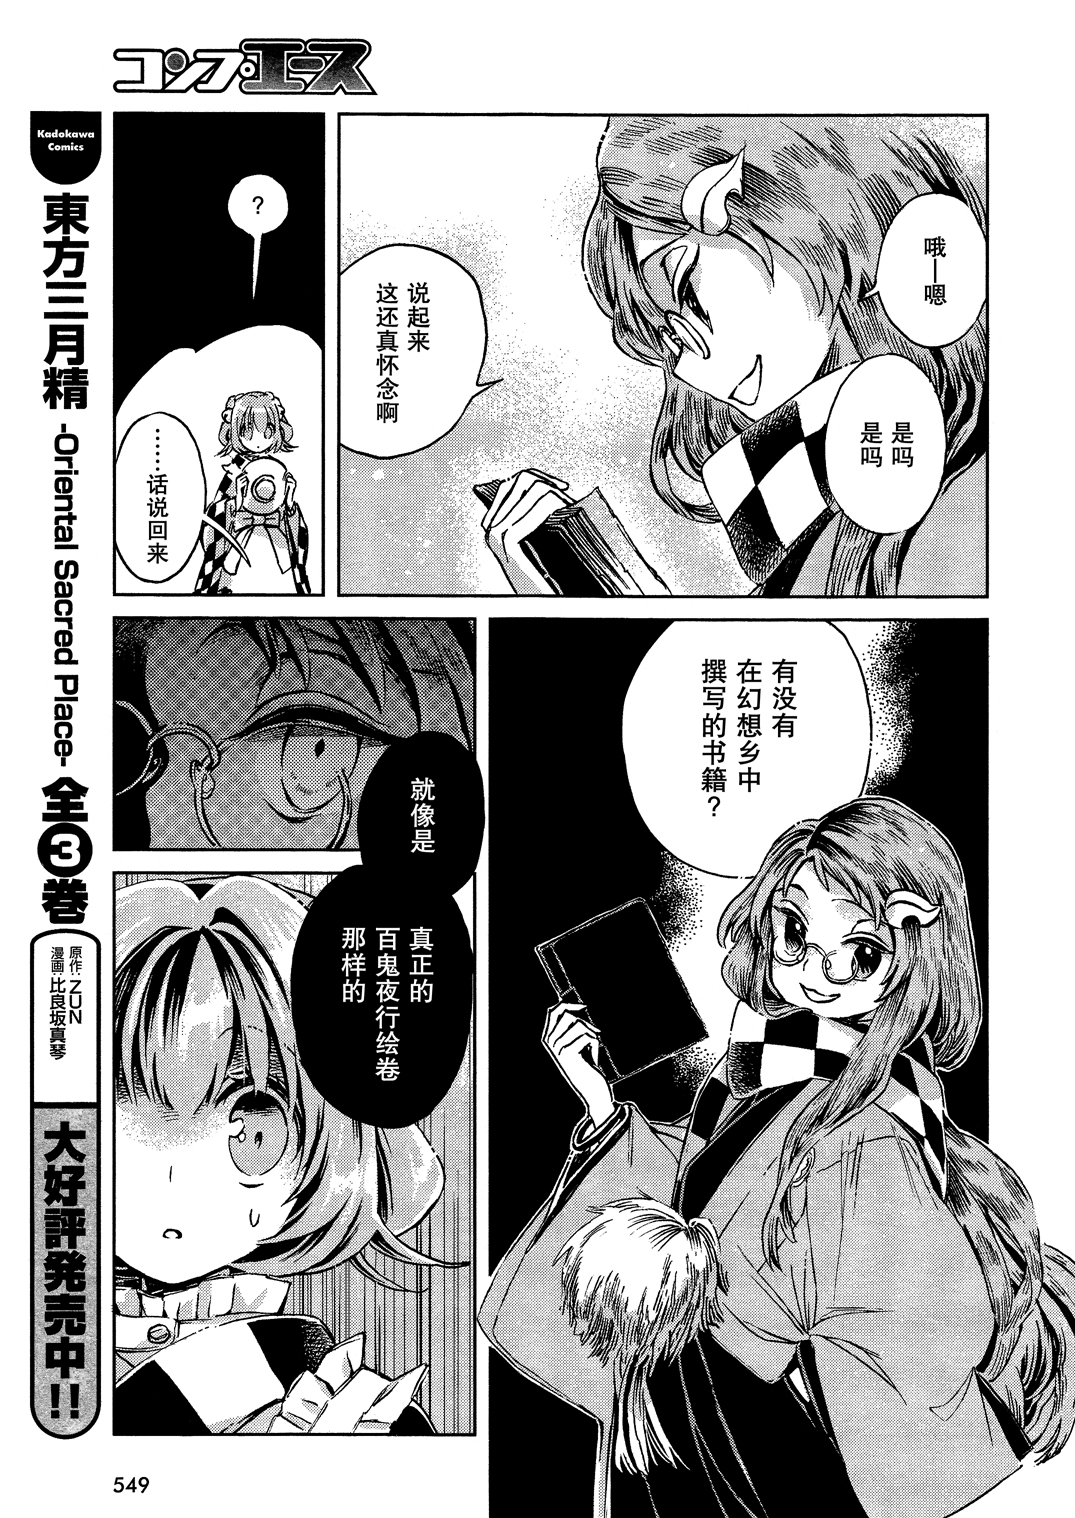 コンプエース
哦—嗯
是吗
是吗
说起来
这还真怀念啊
?
……
……话说回来
有没有
在幻想乡中
撰写的书籍?
就像是
真正的
百鬼夜行绘卷
那样的
Kadokawa
Comics
東方三月精 -Oriental Sacred Place- 全3巻
原作:ZUN
漫画:比良坂真琴
大好評発売中!!
549